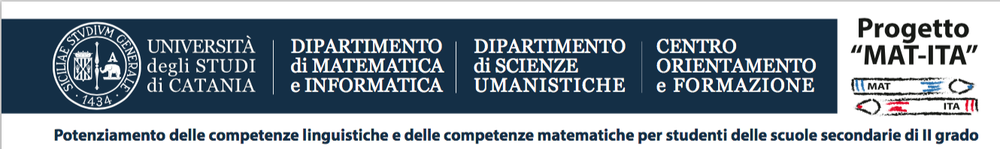 SICILIAE STVDIVM GENERALE
· 1434 ·
UNIVERSITÀ
degli STUDI
di CATANIA
DIPARTIMENTO
di MATEMATICA
e INFORMATICA
DIPARTIMENTO
di SCIENZE
UMANISTICHE
CENTRO
ORIENTAMENTO
e FORMAZIONE
Progetto
“MAT-ITA”
MAT
ITA
Potenziamento delle competenze linguistiche e delle competenze matematiche per studenti delle scuole secondarie di II grado